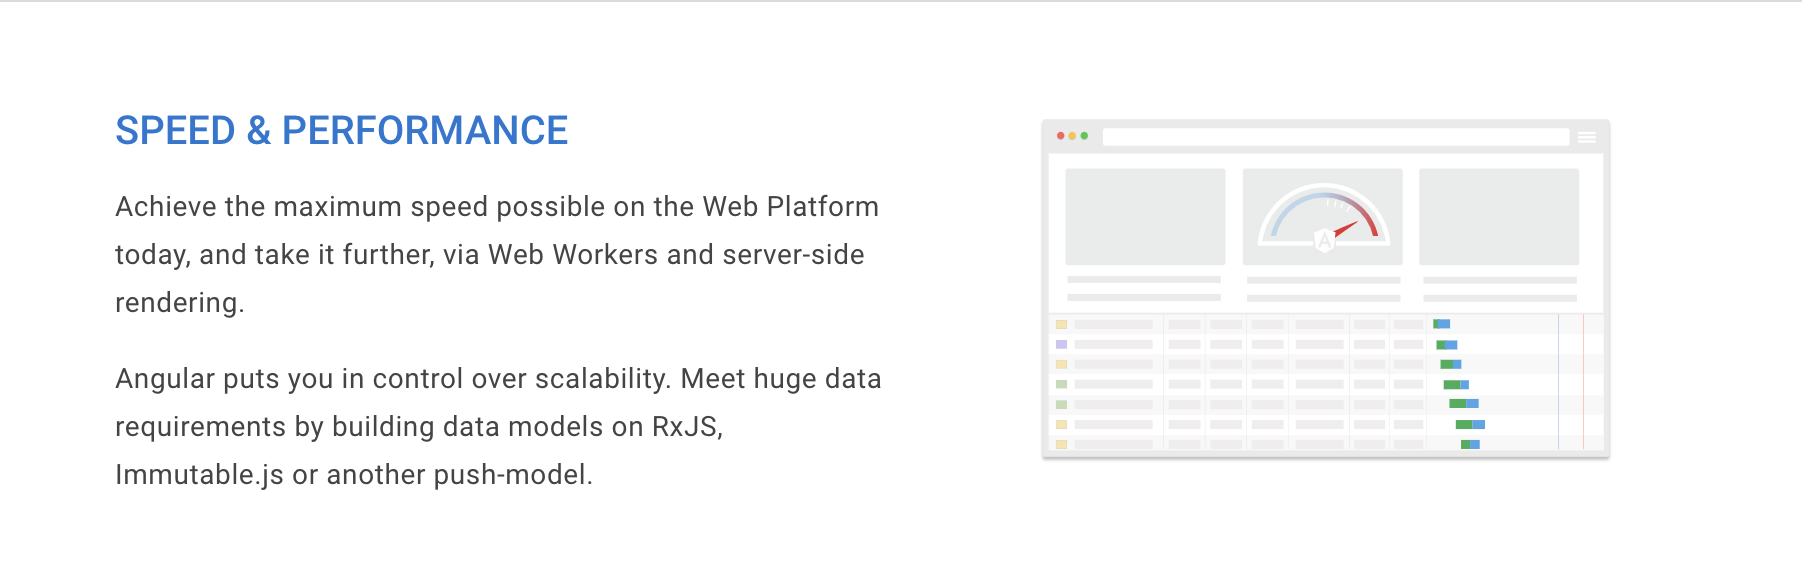 SPEED & PERFORMANCE
Achieve the maximum speed possible on the Web Platform
today, and take it further, via Web Workers and server-side
rendering.
Angular puts you in control over scalability. Meet huge data
requirements by building data models on RxJS,
Immutable.js or another push-model.
A